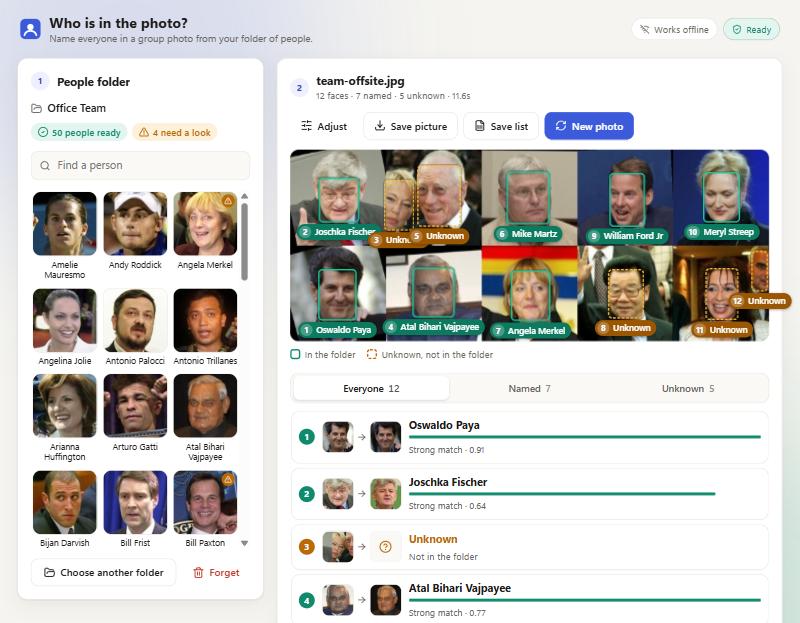 Who is in the photo?
Name everyone in a group photo from your folder of people.
Works offline
Ready
1 People folder
Office Team
50 people ready
4 need a look
Find a person
Amelie Mauresmo
Andy Roddick
Angela Merkel
Angelina Jolie
Antonio Palocci
Antonio Trillanes
Arianna Huffington
Arturo Gatti
Atal Bihari Vajpayee
Bijan Darvish
Bill Frist
Bill Paxton
Choose another folder
Forget
2 team-offsite.jpg
12 faces · 7 named · 5 unknown · 11.6s
Adjust
Save picture
Save list
New photo
2 Joschka Fischer
3 Unkn
5 Unknown
6 Mike Martz
9 William Ford Jr
10 Meryl Streep
1 Oswaldo Paya
4 Atal Bihari Vajpayee
7 Angela Merkel
8 Unknown
11 Unknown
12 Unknown
In the folder
Unknown, not in the folder
Everyone 12
Named 7
Unknown 5
1 Oswaldo Paya
Strong match · 0.91
2 Joschka Fischer
Strong match · 0.64
3 Unknown
Not in the folder
4 Atal Bihari Vajpayee
Strong match · 0.77